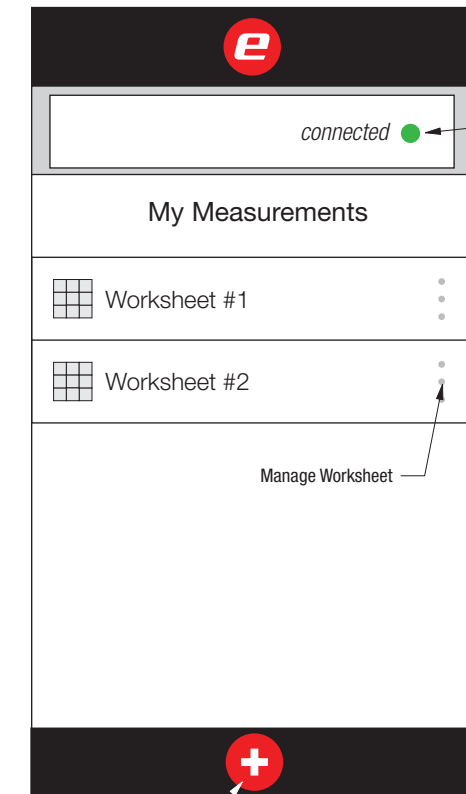 e
connected
My Measurements
Worksheet #1
Worksheet #2
Manage Worksheet